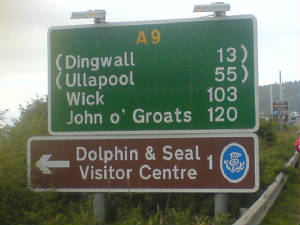 A9
(Dingwall 13)
(Ullapool 55)
Wick 103
John o' Groats 120
Dolphin & Seal 1
Visitor Centre